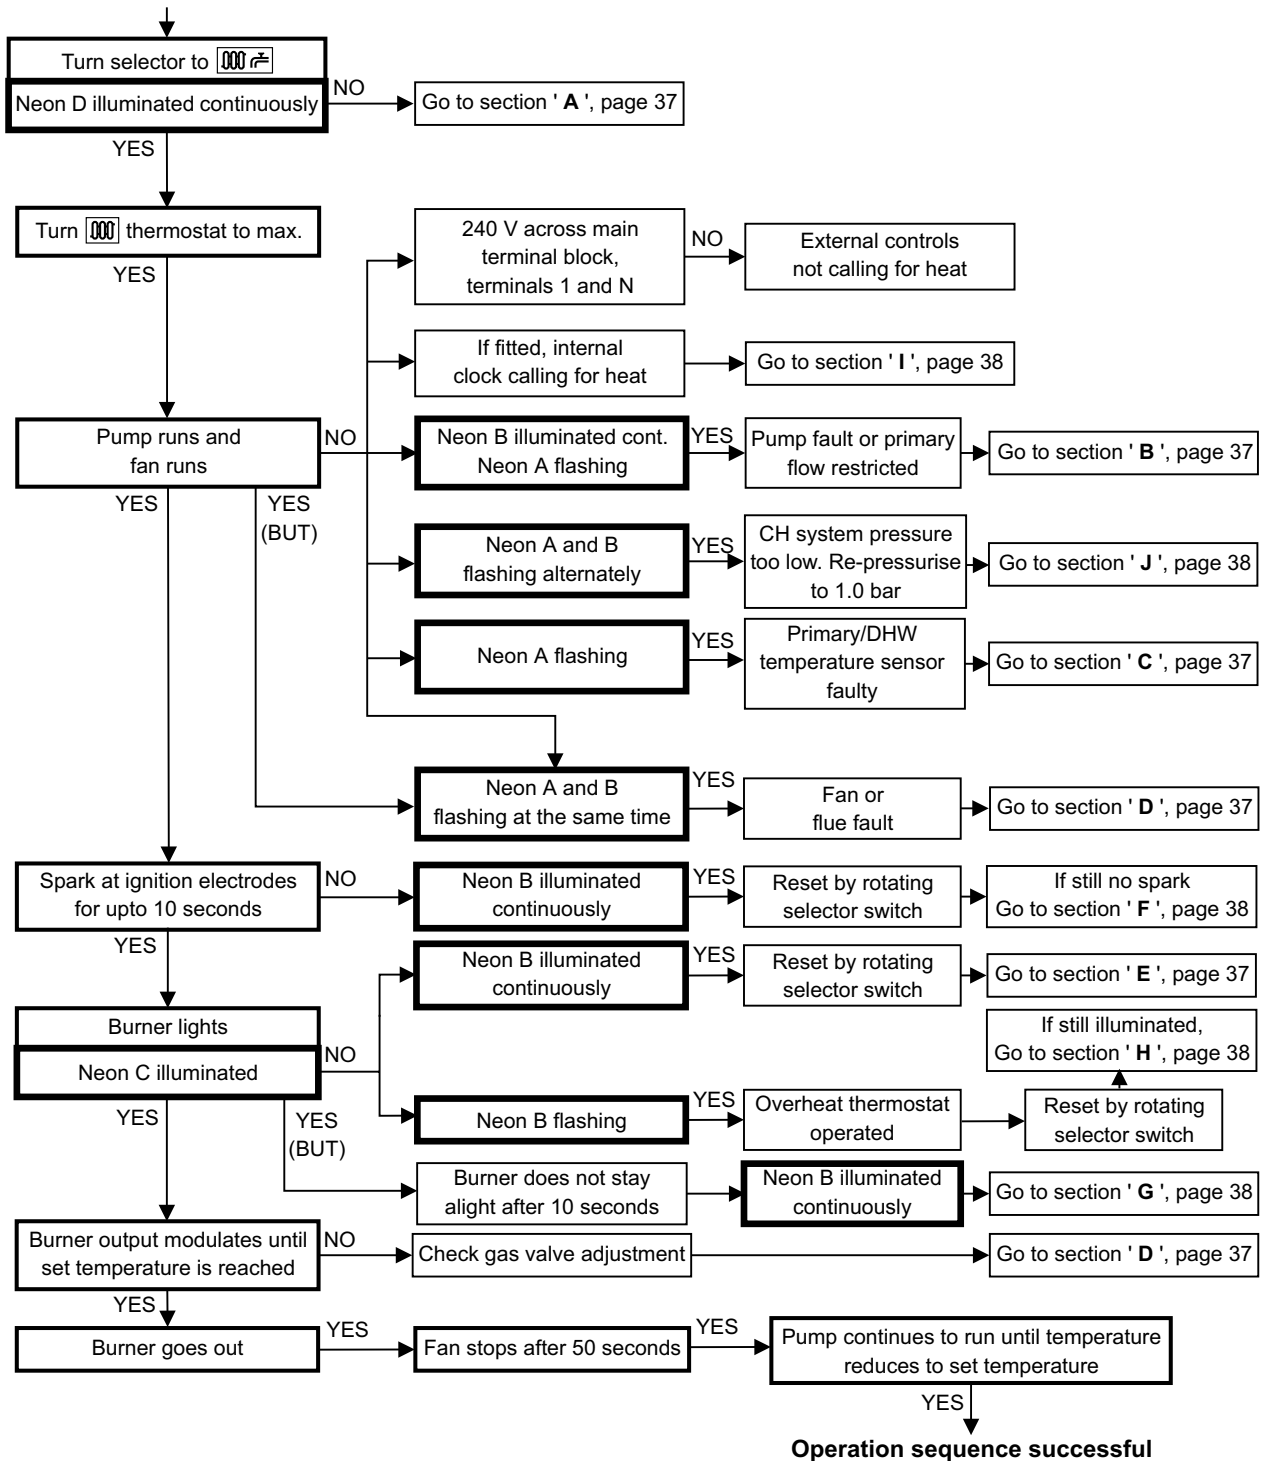 Turn selector to
Neon D illuminated continuously
NO
Go to section ' A ', page 37
YES
Turn thermostat to max.
YES
240 V across main
terminal block,
terminals 1 and N
NO
External controls
not calling for heat
If fitted, internal
clock calling for heat
Go to section ' I ', page 38
Pump runs and
fan runs
NO
Neon B illuminated cont.
Neon A flashing
YES
Pump fault or primary
flow restricted
Go to section ' B ', page 37
YES
YES
(BUT)
Neon A and B
flashing alternately
YES
CH system pressure
too low. Re-pressurise
to 1.0 bar
Go to section ' J ', page 38
Neon A flashing
YES
Primary/DHW
temperature sensor
faulty
Go to section ' C ', page 37
Neon A and B
flashing at the same time
YES
Fan or
flue fault
Go to section ' D ', page 37
Spark at ignition electrodes
for upto 10 seconds
NO
Neon B illuminated
continuously
YES
Reset by rotating
selector switch
If still no spark
Go to section ' F ', page 38
YES
Neon B illuminated
continuously
YES
Reset by rotating
selector switch
Go to section ' E ', page 37
Burner lights
Neon C illuminated
NO
If still illuminated,
Go to section ' H ', page 38
YES
YES
(BUT)
Neon B flashing
YES
Overheat thermostat
operated
Reset by rotating
selector switch
Burner does not stay
alight after 10 seconds
Neon B illuminated
continuously
Go to section ' G ', page 38
Burner output modulates until
set temperature is reached
NO
Check gas valve adjustment
Go to section ' D ', page 37
YES
Burner goes out
YES
Fan stops after 50 seconds
YES
Pump continues to run until temperature
reduces to set temperature
YES
Operation sequence successful